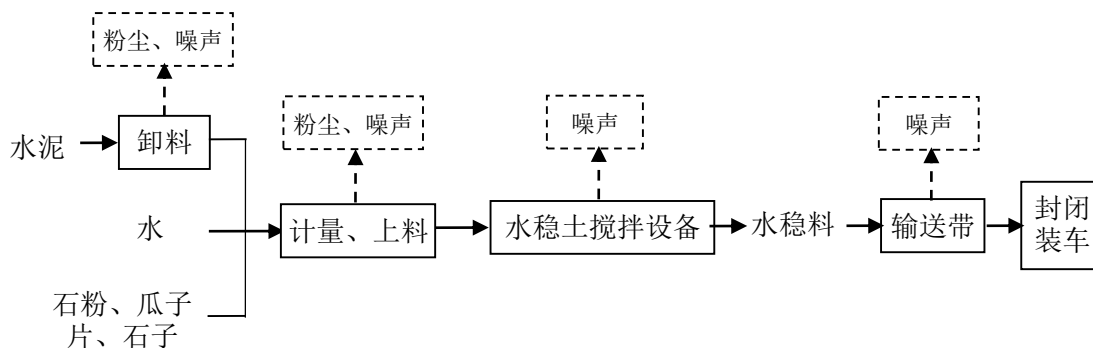 粉尘、噪声
水泥
卸料
粉尘、噪声
噪声
噪声
水
计量、上料
水稳土搅拌设备
水稳料
输送带
封闭
装车
石粉、瓜子
片、石子